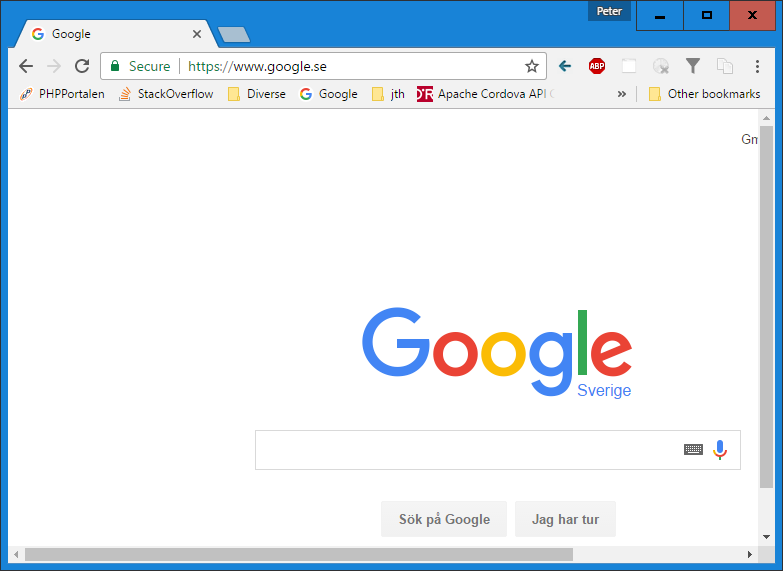 Peter
Google
Secure https://www.google.se
PHPPortalen StackOverflow Diverse Google jth Apache Cordova API » Other bookmarks
Gm
Google
Sverige
Sök på Google Jag har tur